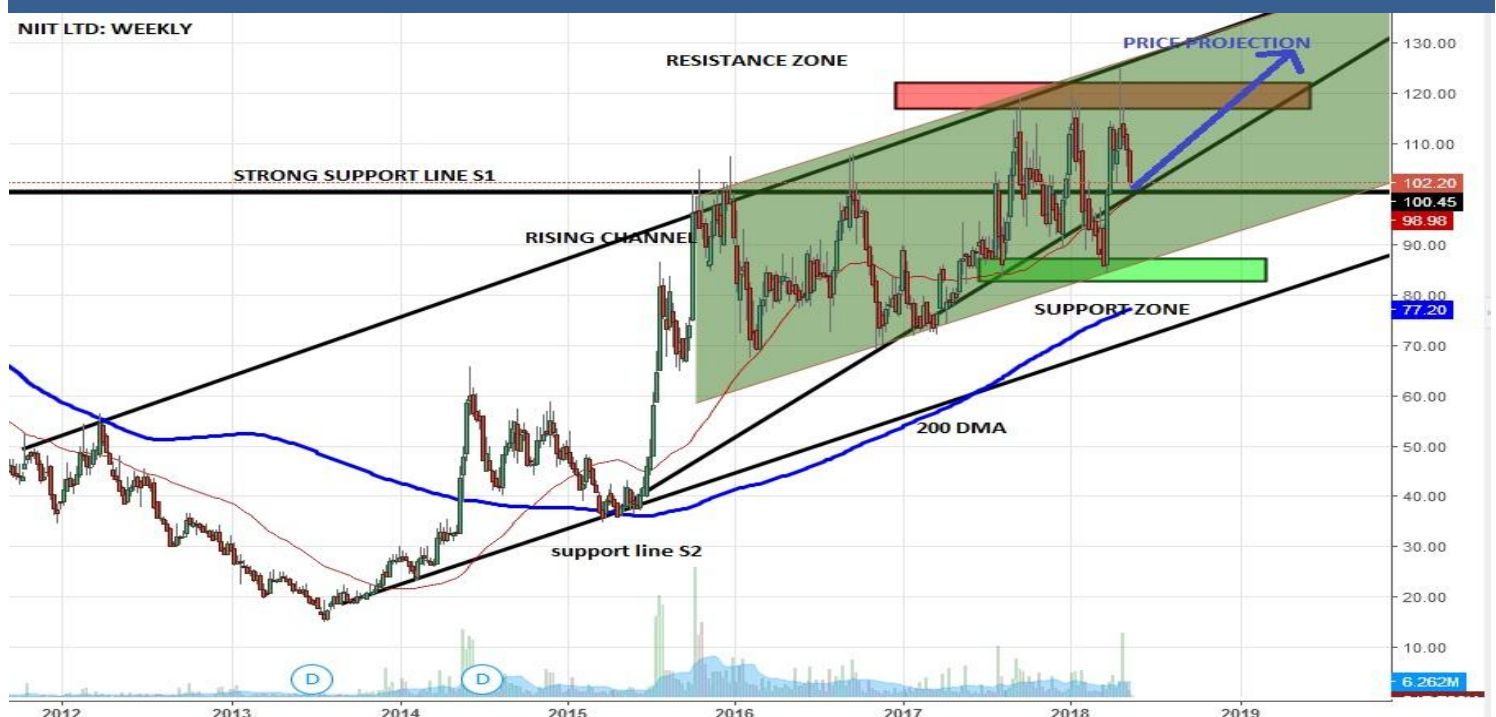 NIIT LTD: WEEKLY
PRICE PROJECTION
130.00
RESISTANCE ZONE
120.00
110.00
STRONG SUPPORT LINE S1
102.20
100.45
98.98
RISING CHANNEL
90.00
80.00
SUPPORT ZONE
77.20
70.00
60.00
200 DMA
50.00
40.00
support line S2
30.00
20.00
D
D
10.00
6.262M
2012 2013 2014 2015 2016 2017 2018 2019